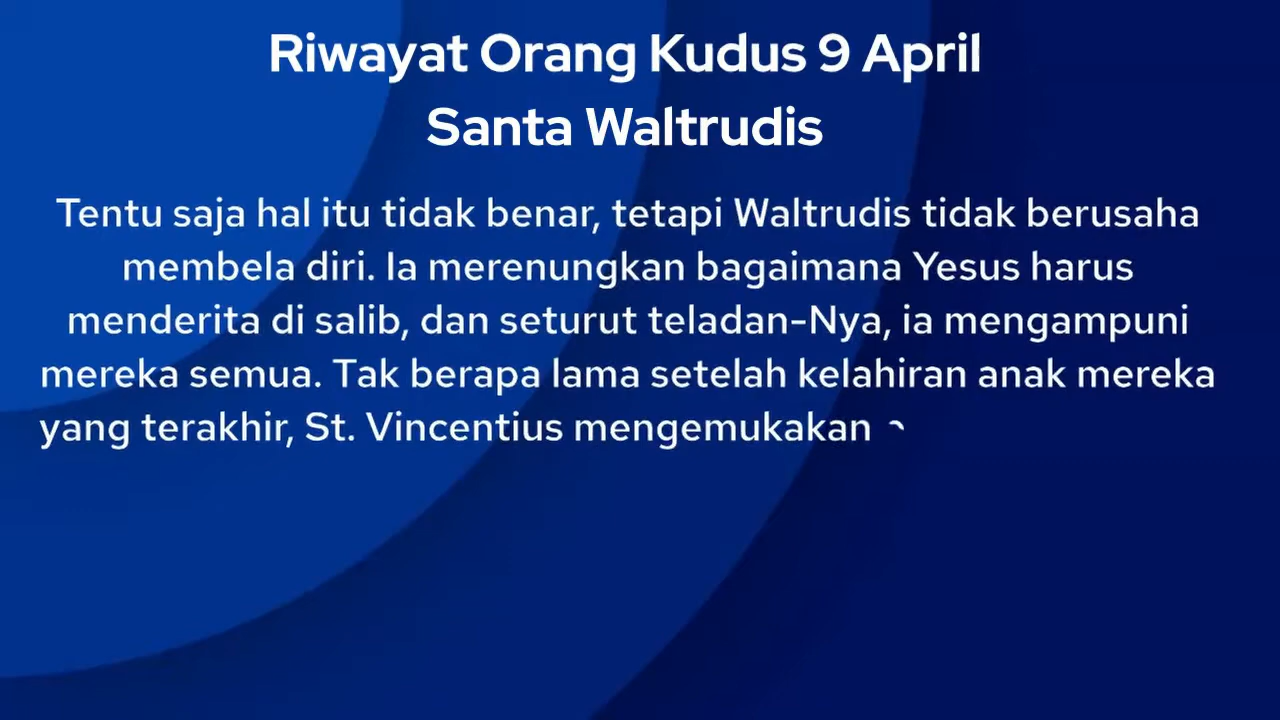 Riwayat Orang Kudus 9 April
Santa Waltrudis
Tentu saja hal itu tidak benar, tetapi Waltrudis tidak berusaha
membela diri. Ia merenungkan bagaimana Yesus harus
menderita di salib, dan seturut teladan-Nya, ia mengampuni
mereka semua. Tak berapa lama setelah kelahiran anak mereka
yang terakhir, St. Vincentius mengemukakan